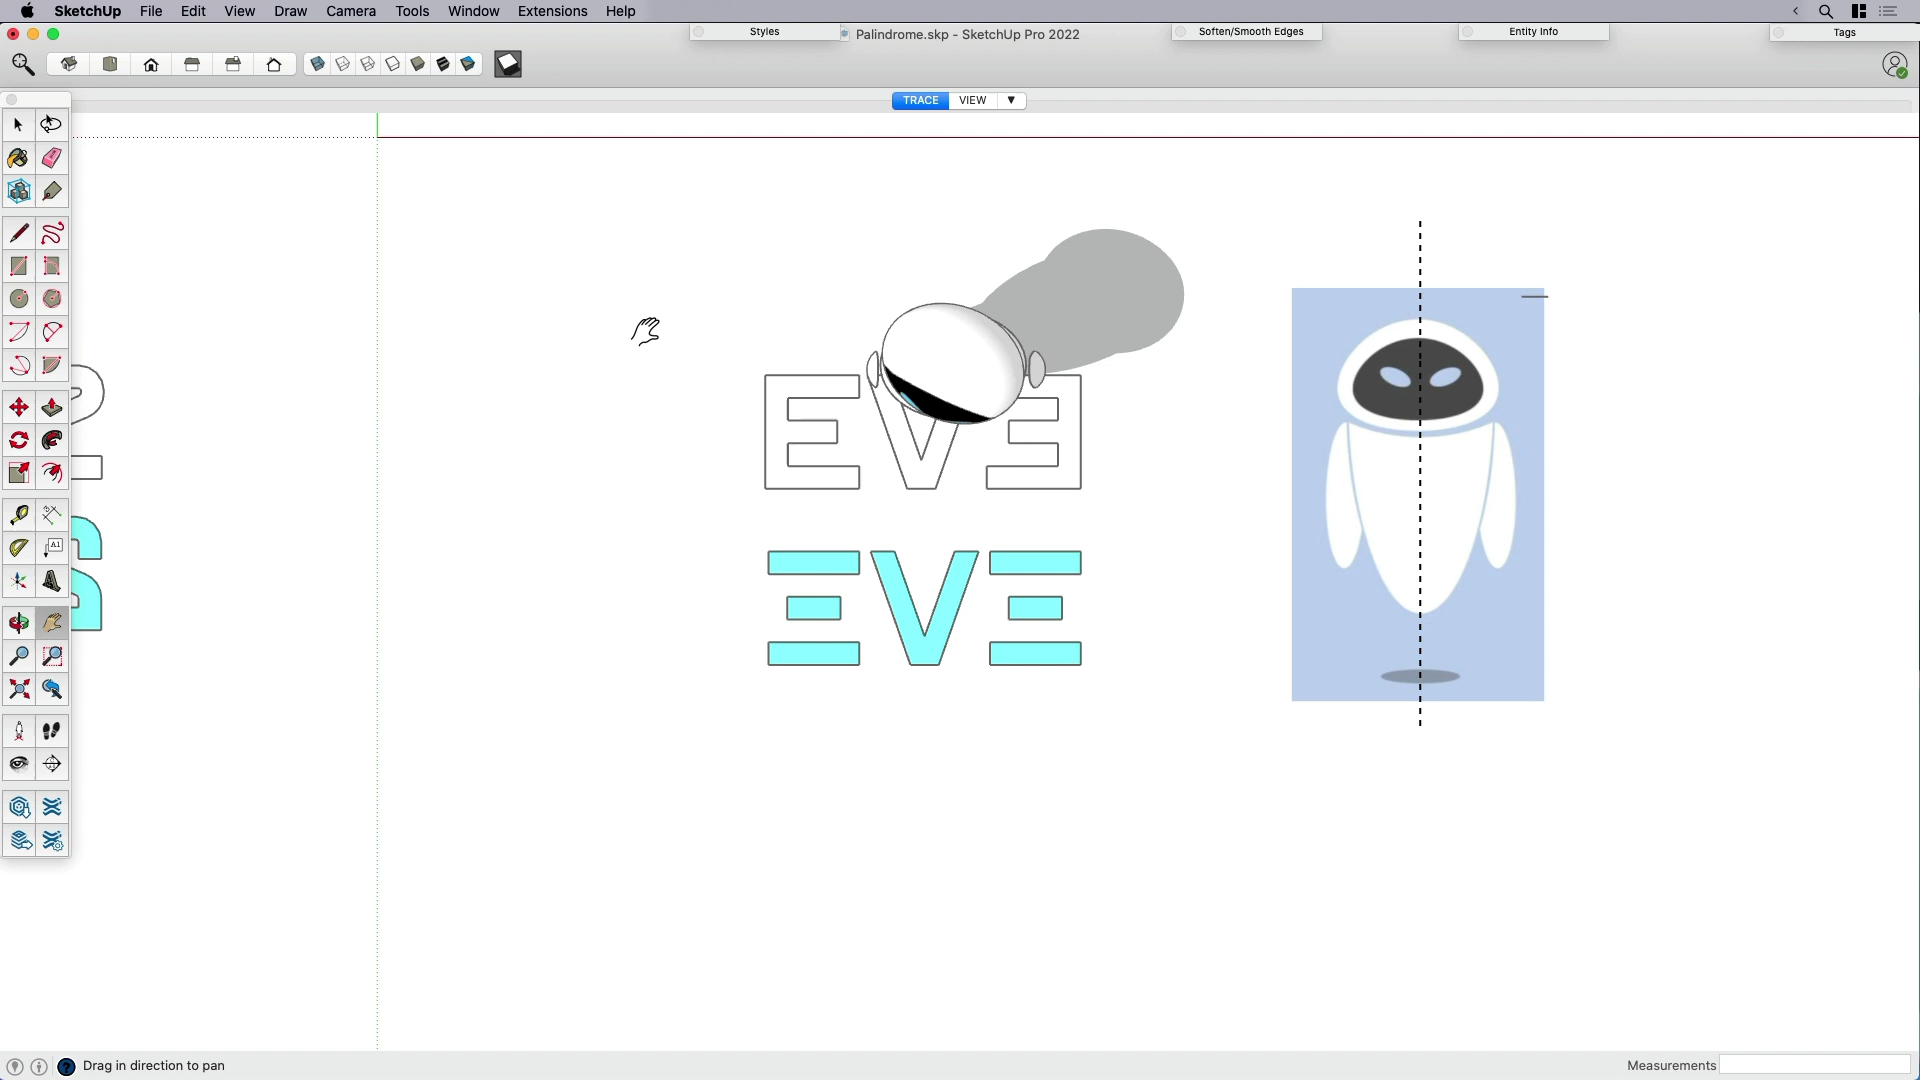 SketchUp File Edit View Draw Camera Tools Window Extensions Help
Styles
Palindrome.skp - SketchUp Pro 2022
Soften/Smooth Edges
Entity Info
Tags
TRACE VIEW
A1
EVE
EVE
Drag in direction to pan
Measurements